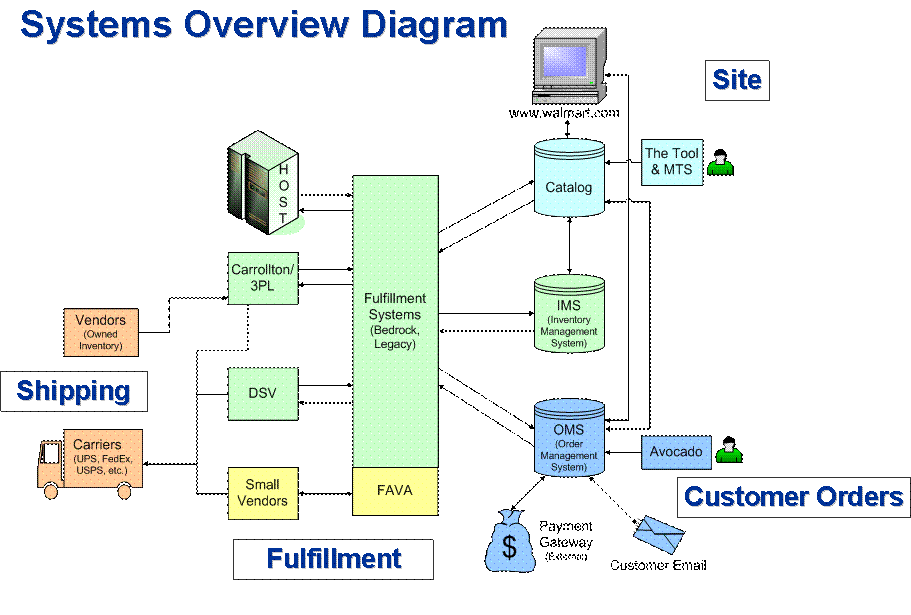 Systems Overview Diagram
Site
www.walmart.com
HOST
The Tool
& MTS
Catalog
Carrollton/
3PL
Fulfillment
Systems
(Bedrock,
Legacy)
IMS
(Inventory
Management
System)
Vendors
(Owned
Inventory)
Shipping
DSV
OMS
(Order
Management
System)
Carriers
(UPS, FedEx,
USPS, etc.)
Avocado
Small
Vendors
FAVA
Customer Orders
$
Payment
Gateway
(External)
Customer Email
Fulfillment